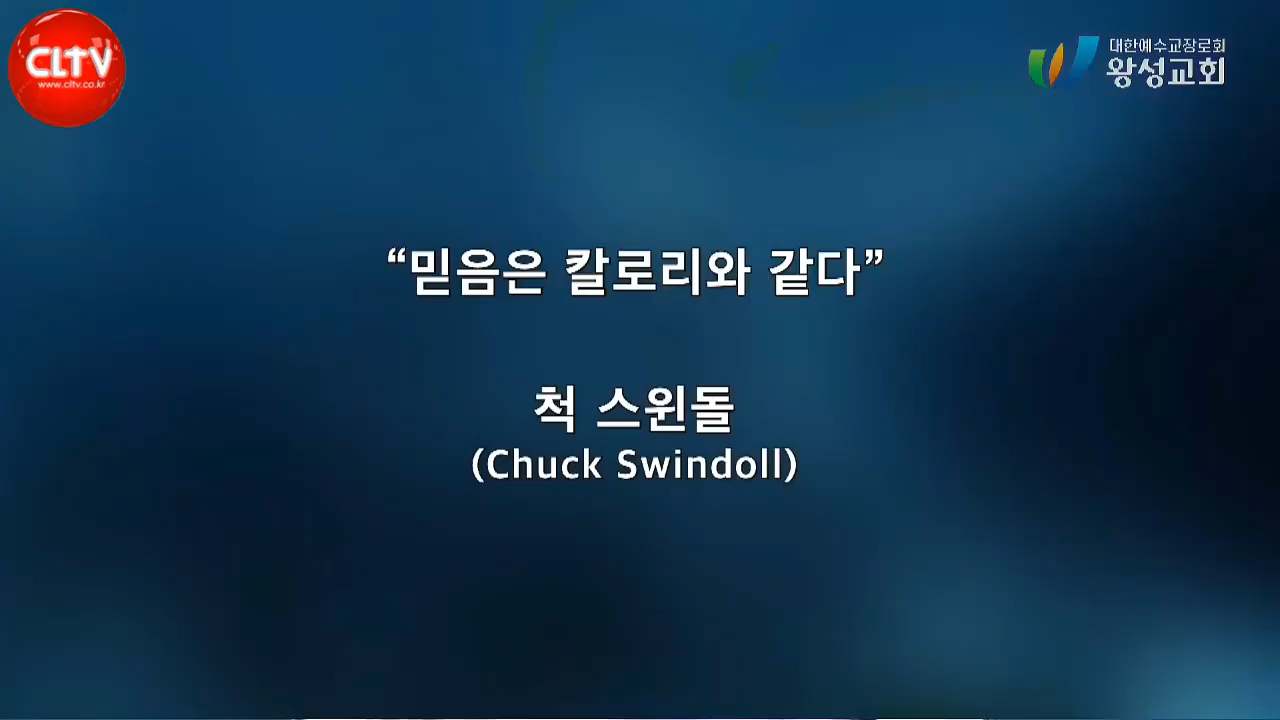 CLTV
www.cltv.co.kr
대한예수교장로회
왕성교회
“믿음은 칼로리와 같다”
척 스윈돌
(Chuck Swindoll)